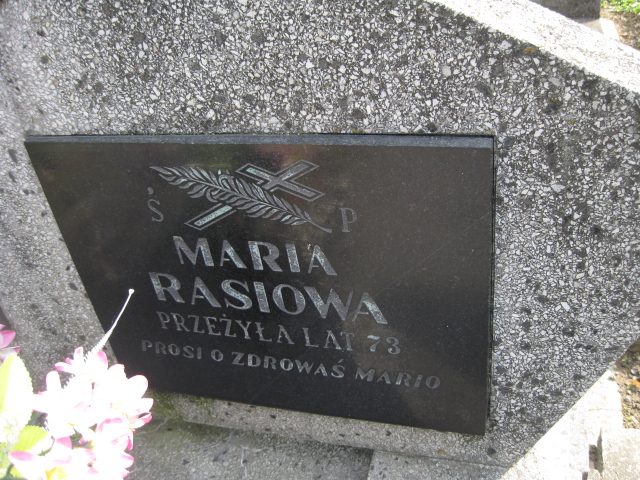 Ś P
MARIA
RASIOWA
PRZEŻYŁA LAT 73
PROSI O ZDROWAŚ MARIO